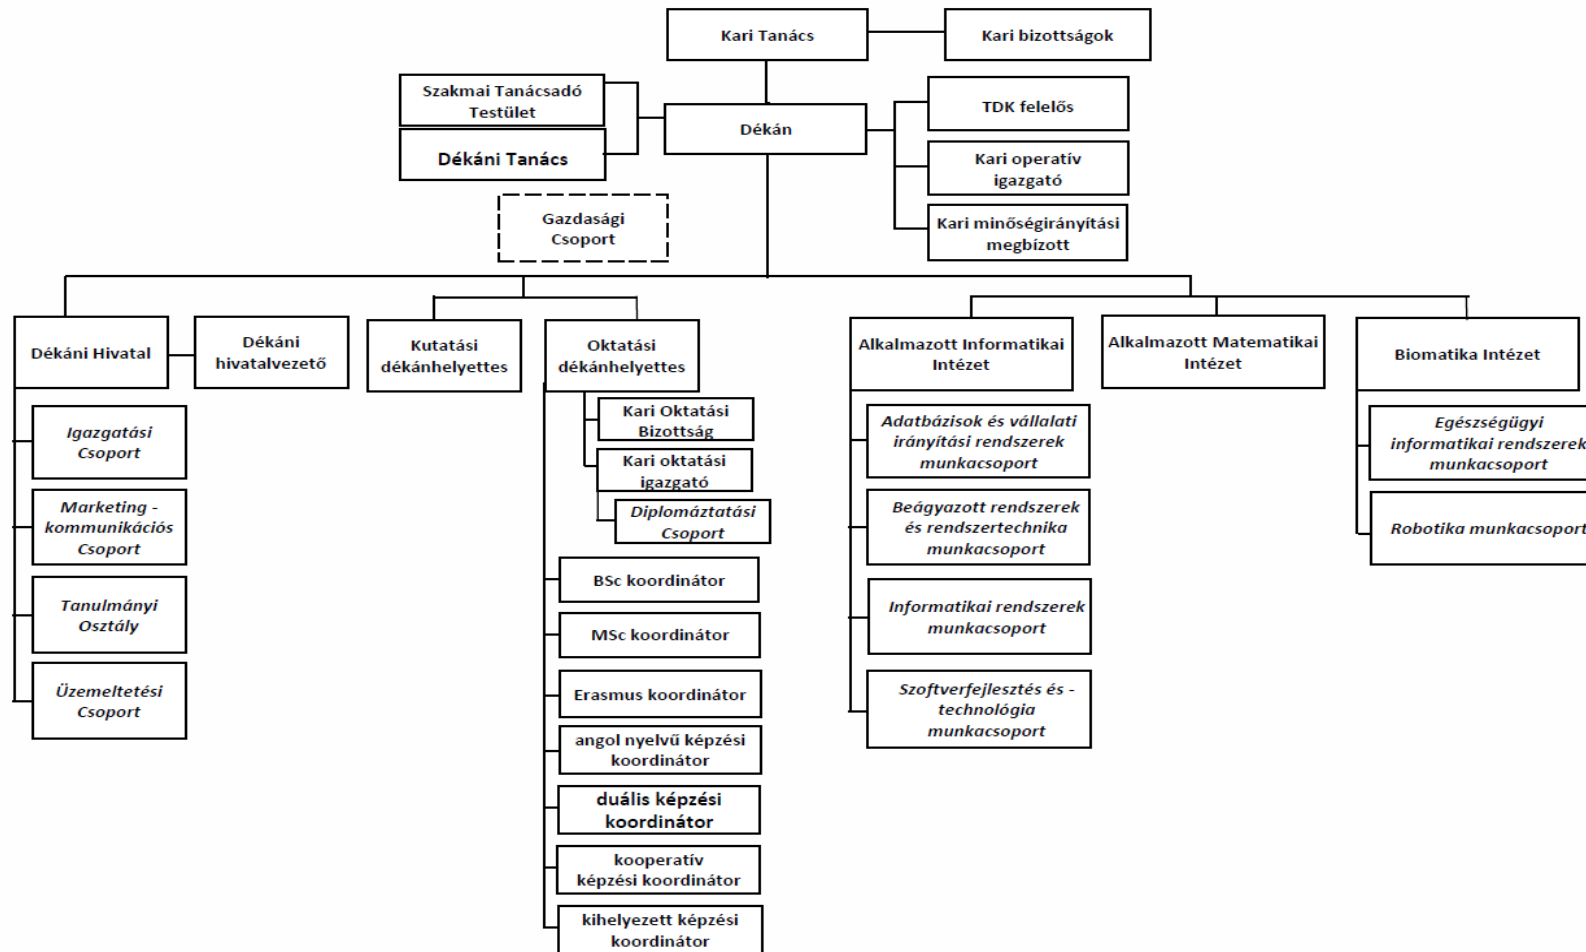 Kari Tanács
Kari bizottságok
Szakmai Tanácsadó
Testület
Dékáni Tanács
Dékán
TDK felelős
Kari operatív
igazgató
Kari minőségirányítási
megbízott
Gazdasági
Csoport
Dékáni Hivatal
Dékáni
hivatalvezető
Igazgatási
Csoport
Marketing -
kommunikációs
Csoport
Tanulmányi
Osztály
Üzemeltetési
Csoport
Kutatási
dékánhelyettes
Oktatási
dékánhelyettes
Kari Oktatási
Bizottság
Kari oktatási
igazgató
Diplomáztatási
Csoport
BSc koordinátor
MSc koordinátor
Erasmus koordinátor
angol nyelvű képzési
koordinátor
duális képzési
koordinátor
kooperatív
képzési koordinátor
kihelyezett képzési
koordinátor
Alkalmazott Informatikai
Intézet
Adatbázisok és vállalati
irányítási rendszerek
munkacsoport
Beágyazott rendszerek
és rendszertechnika
munkacsoport
Informatikai rendszerek
munkacsoport
Szoftverfejlesztés és -
technológia
munkacsoport
Alkalmazott Matematikai
Intézet
Biomatika Intézet
Egészségügyi
informatikai rendszerek
munkacsoport
Robotika munkacsoport